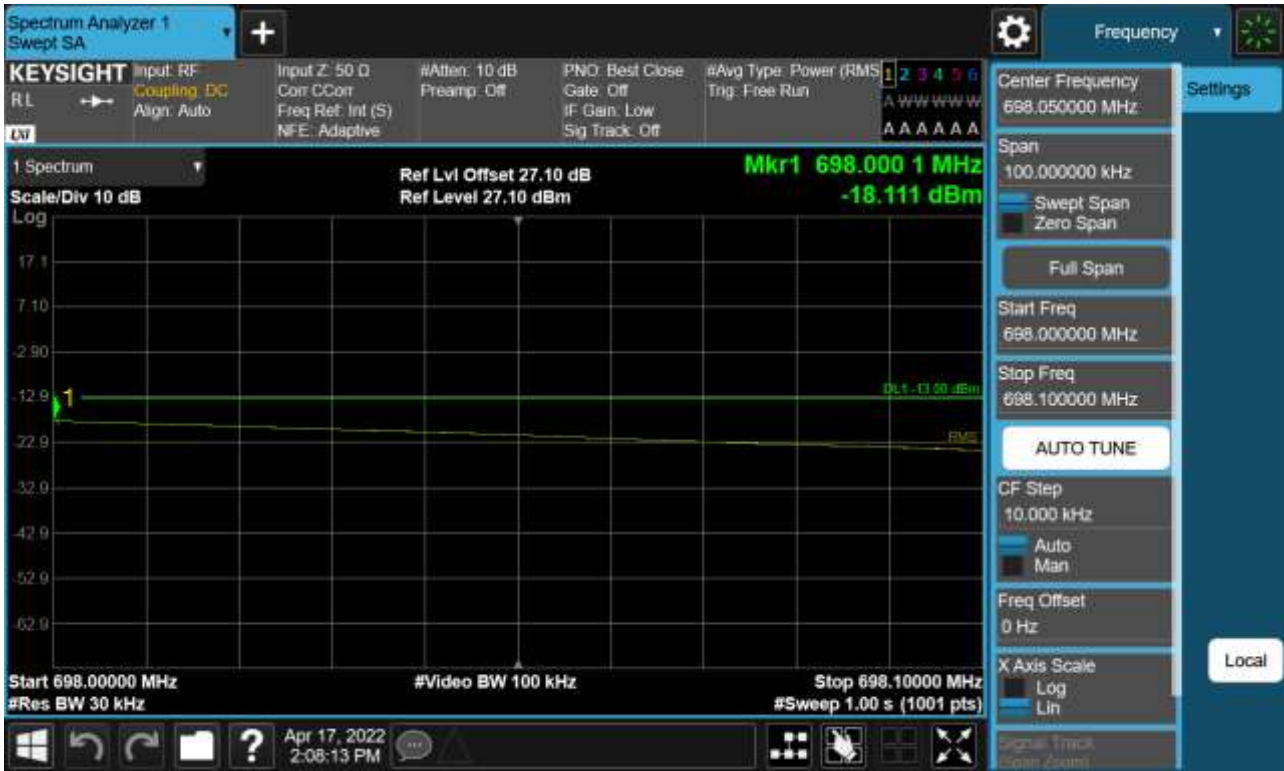 Spectrum Analyzer 1
Swept SA
+
Frequency
KEYSIGHT
RL
Input: RF
Coupling: DC
Align: Auto
Input Z: 50 Ω
Corr CCorr
Freq Ref: Int (S)
NFE: Adaptive
#Atten: 10 dB
Preamp: Off
PNO: Best Close
Gate: Off
IF Gain: Low
Sig Track: Off
#Avg Type: Power (RMS
Trig: Free Run
1 2 3 4 5 6
A W W W W W
A A A A A A
1 Spectrum
Scale/Div 10 dB
Log
Ref Lvl Offset 27.10 dB
Ref Level 27.10 dBm
Mkr1 698.000 1 MHz
-18.111 dBm
17.1
7.10
-2.90
-12.9
-22.9
-32.9
-42.9
-52.9
-62.9
1
DL1 -13.00 dBm
RMS
Start 698.00000 MHz
#Res BW 30 kHz
#Video BW 100 kHz
Stop 698.10000 MHz
#Sweep 1.00 s (1001 pts)
Center Frequency
698.050000 MHz
Settings
Span
100.000000 kHz
Swept Span
Zero Span
Full Span
Start Freq
698.000000 MHz
Stop Freq
698.100000 MHz
AUTO TUNE
CF Step
10.000 kHz
Auto
Man
Freq Offset
0 Hz
X Axis Scale
Log
Lin
Signal Track
(Span Zoom)
Local
?
Apr 17, 2022
2:08:13 PM